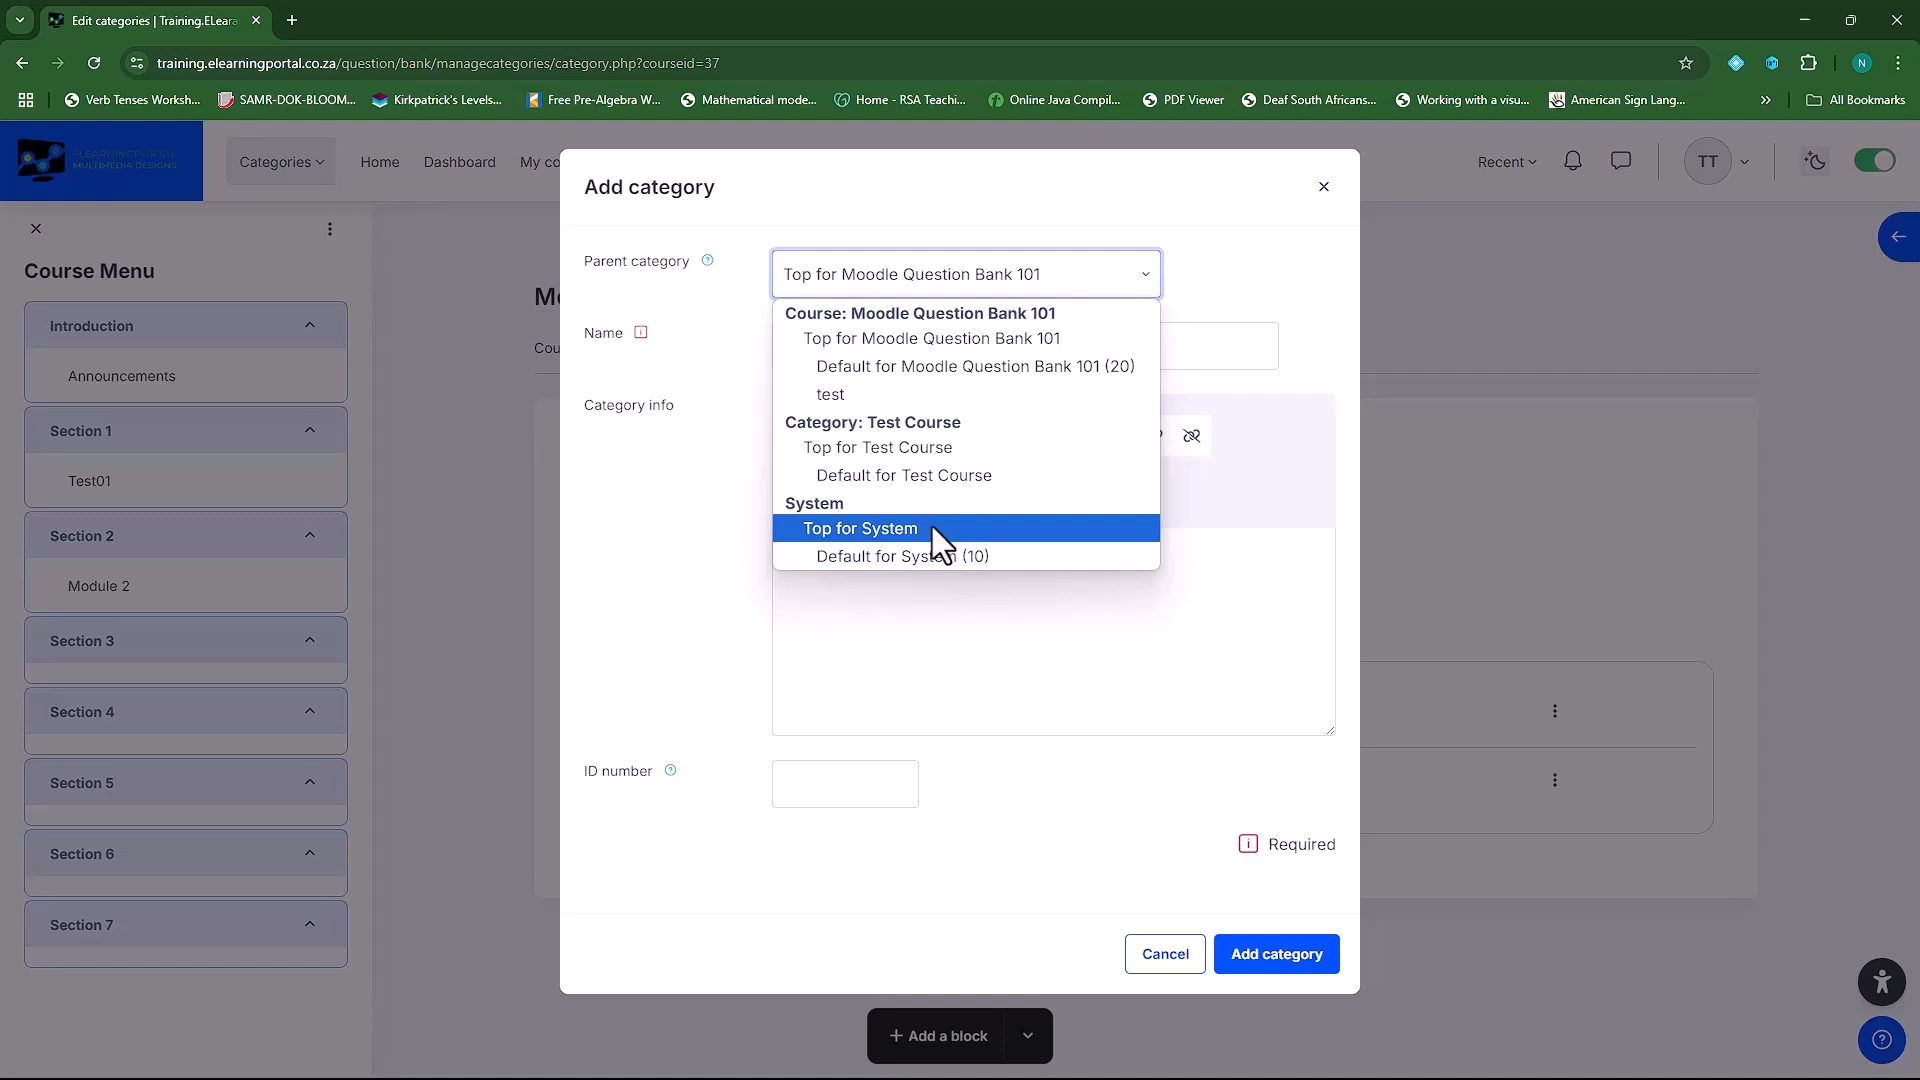 Edit categories | Training.ELear
training.elearningportal.co.za/question/bank/managecategories/category.php?courseid=37
N
Verb Tenses Worksh...
SAMR-DOK-BLOOM...
Kirkpatrick's Levels...
Free Pre-Algebra W...
Mathematical mode...
Home - RSA Teachi...
Online Java Compil...
PDF Viewer
Deaf South Africans...
Working with a visu...
American Sign Lang...
All Bookmarks
ELEARNINGPORTAL
MULTIMEDIA DESIGNS
Categories
Home
Dashboard
My co
Recent
TT
Course Menu
Introduction
Announcements
Section 1
Test01
Section 2
Module 2
Section 3
Section 4
Section 5
Section 6
Section 7
Mo
Cou
Add category
Parent category
Top for Moodle Question Bank 101
Course: Moodle Question Bank 101
Top for Moodle Question Bank 101
Default for Moodle Question Bank 101 (20)
test
Category: Test Course
Top for Test Course
Default for Test Course
System
Top for System
Default for System (10)
Name
Category info
ID number
Required
Cancel
Add category
+ Add a block